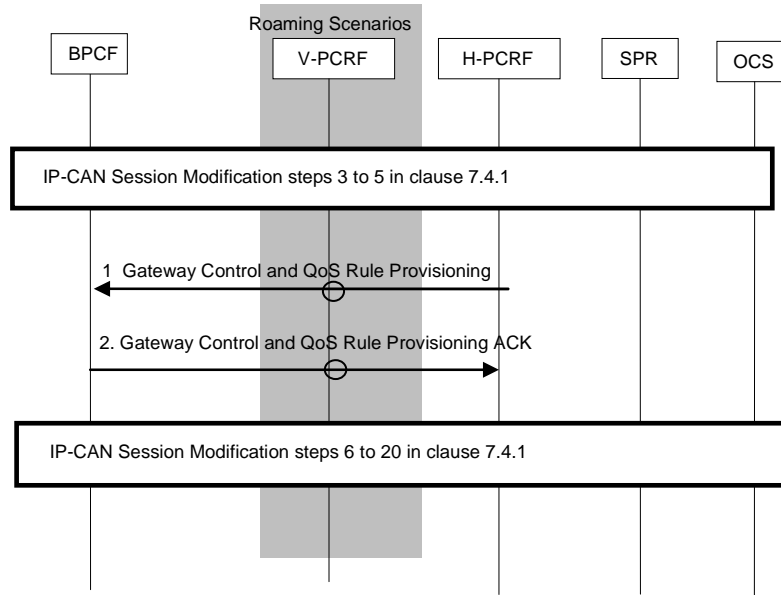 Roaming Scenarios
BPCF
V-PCRF
H-PCRF
SPR
OCS
IP-CAN Session Modification steps 3 to 5 in clause 7.4.1
1 Gateway Control and QoS Rule Provisioning
2. Gateway Control and QoS Rule Provisioning ACK
IP-CAN Session Modification steps 6 to 20 in clause 7.4.1